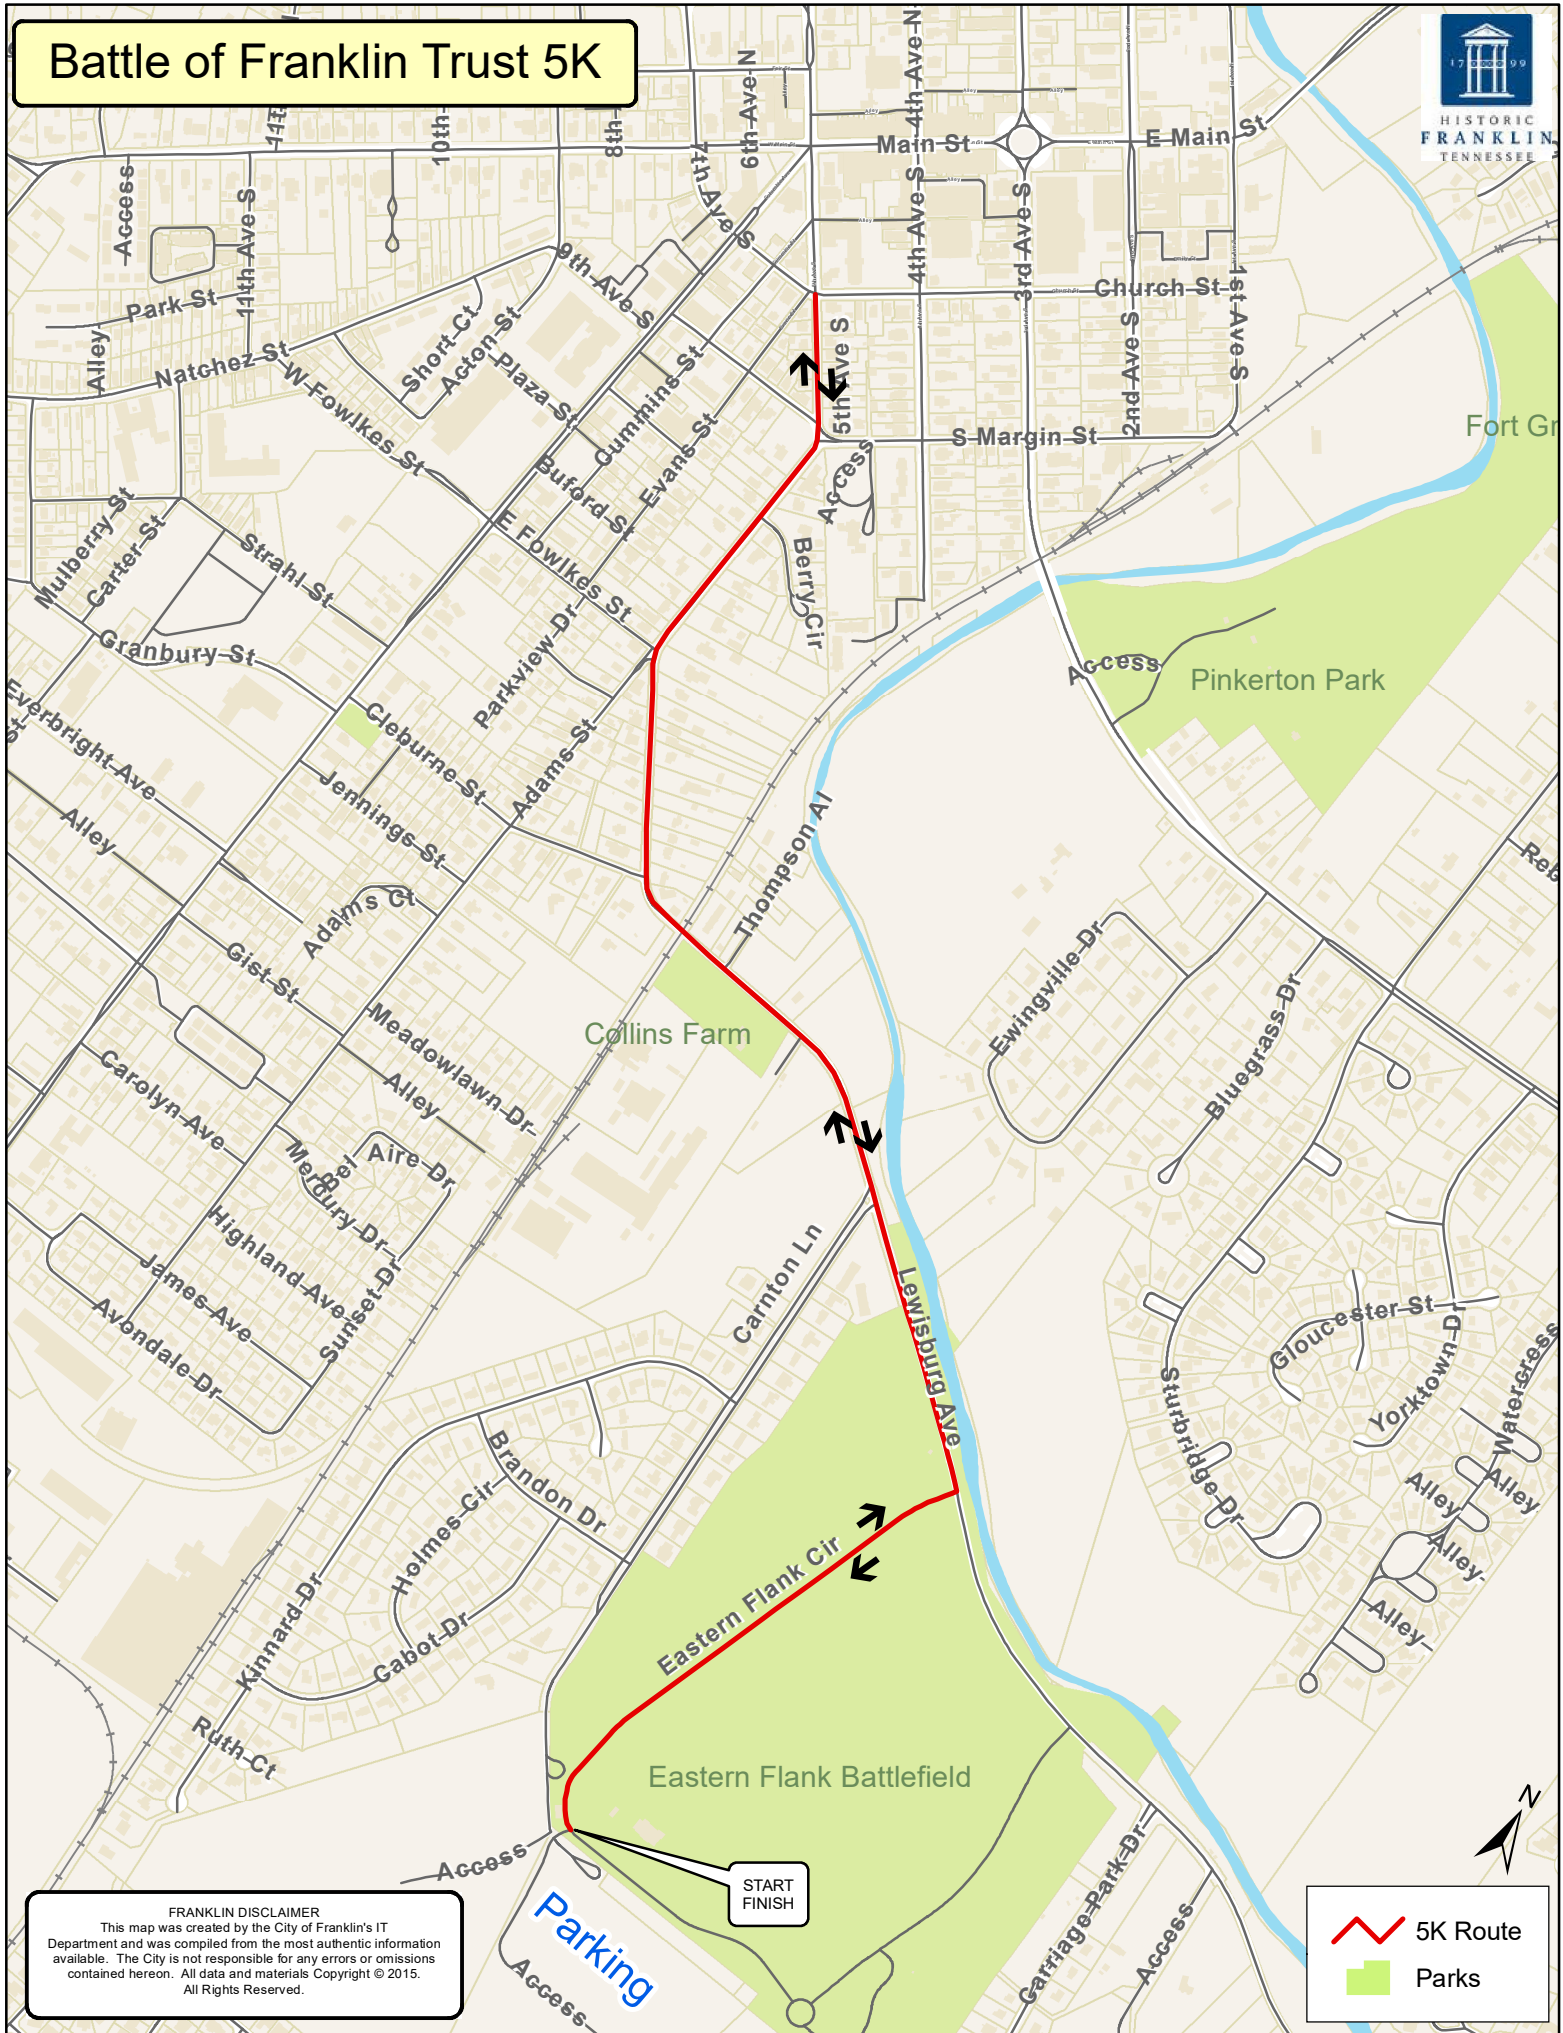 Battle of Franklin Trust 5K
HISTORIC
FRANKLIN
TENNESSEE
6th Ave N
4th Ave N
10th
8th
Main St
E Main St
Access
7th Ave S
11th Ave S
4th Ave S
3rd Ave S
9th Ave S
Church St
1st Ave S
Park St
Alley
Natchez St
Short Ct
Acton St
Plaza St
Cummins St
5th Ave S
2nd Ave S
W Fowlkes St
Evans St
S Margin St
Fort Gr
Access
Buford St
Mulberry St
Carter St
Strahl St
E Fowlkes St
Berry Cir
Granbury St
Parkview Dr
Access
Pinkerton Park
Everbright Ave
St
Cleburne St
Adams St
Jennings St
Alley
Thompson Al
Reb
Adams Ct
Gist St
Ewingville Dr
Bluegrass Dr
Collins Farm
Meadowlawn Dr
Alley
Carolyn Ave
Mercury Dr
Bel Aire Dr
Highland Ave
Sunset Dr
James Ave
Avondale Dr
Carnton Ln
Lewisburg Ave
Gloucester St
Yorktown Dr
Watercress
Sturbridge Dr
Brandon Dr
Holmes Cir
Alley
Alley
Alley
Alley
Eastern Flank Cir
Kinnard Dr
Cabot Dr
Ruth Ct
Eastern Flank Battlefield
N
Carriage Park Dr
Access
Access
START
FINISH
Parking
Access
FRANKLIN DISCLAIMER
This map was created by the City of Franklin's IT
Department and was compiled from the most authentic information
available. The City is not responsible for any errors or omissions
contained hereon. All data and materials Copyright © 2015.
All Rights Reserved.
5K Route
Parks